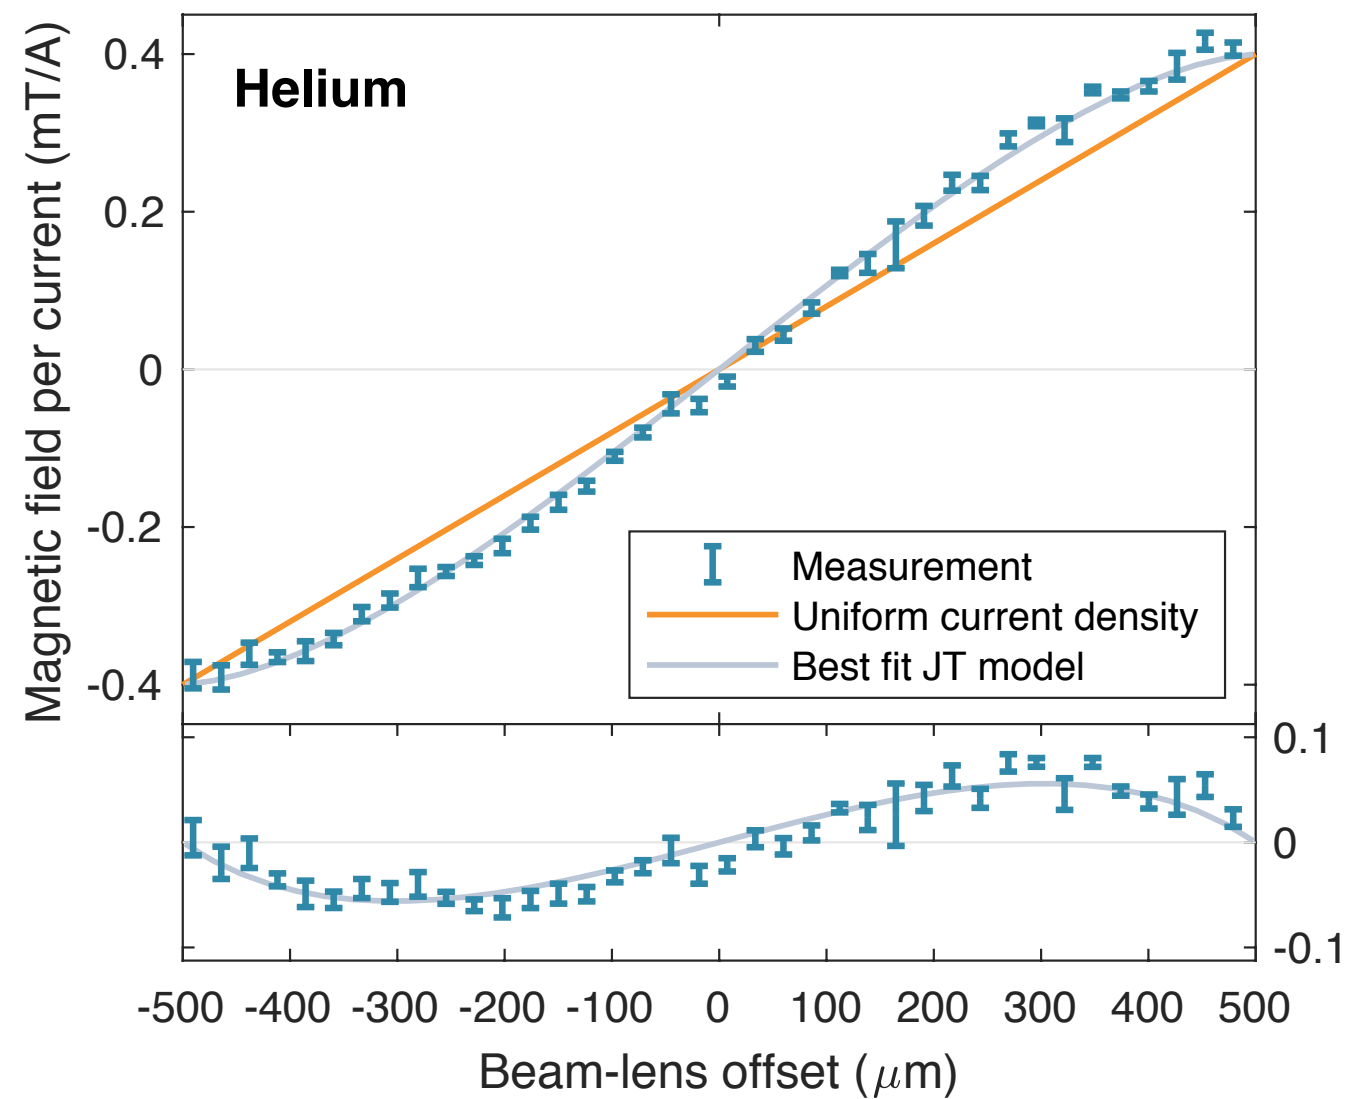 Magnetic field per current (mT/A)
0.4
0.2
0
-0.2
-0.4
Helium
Measurement
Uniform current density
Best fit JT model
0.1
0
-0.1
-500 -400 -300 -200 -100 0 100 200 300 400 500
Beam-lens offset (μm)